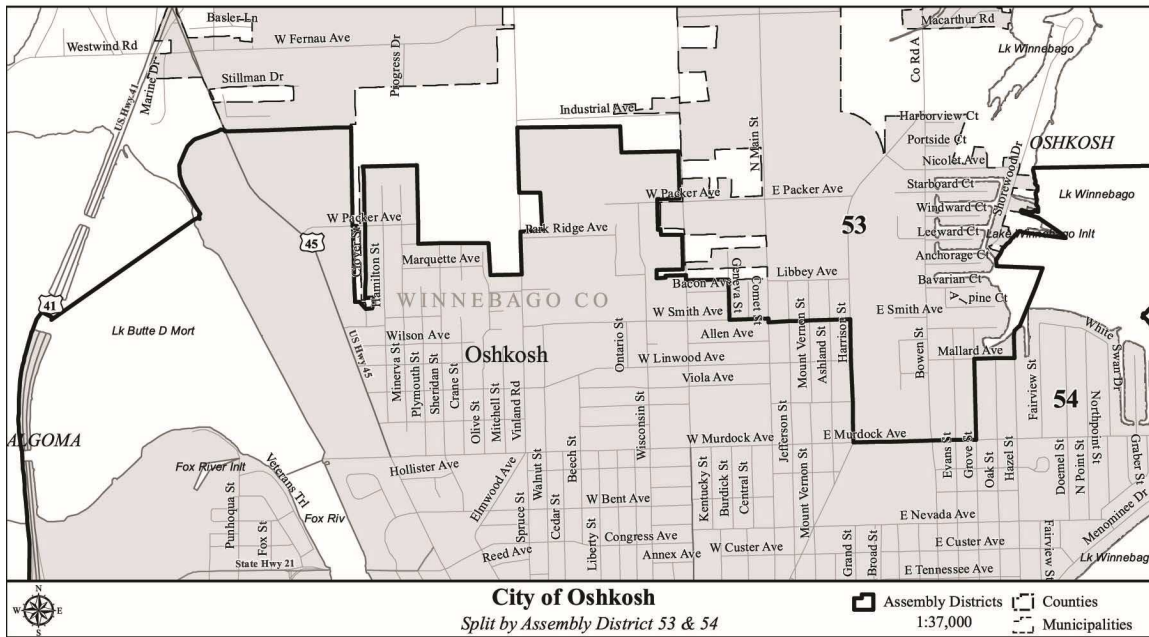 Basler Ln
Macarthur Rd
Westwind Rd
W Fernau Ave
Lk Winnebago
Progress Dr
Co Rd A
Marine Dr
Stillman Dr
US Hwy 41
Industrial Ave
Harborview Ct
N Main St
Portside Ct
OSHKOSH
Nicolet Ave
Shorewood Dr
Starboard Ct
W Packer Ave
E Packer Ave
Lk Winnebago
Windward Ct
W Packer Ave
53
Park Ridge Ave
Leeward Ct
Lake Winnebago Inlt
45
Clover St
Hamilton St
Marquette Ave
Anchorage Ct
Geneva St
Comet St
Libbey Ave
Bavarian Ct
Bacon Ave
41
WINNEBAGO CO
A
pine Ct
W Smith Ave
E Smith Ave
Lk Butte D Mort
US Hwy 45
Wilson Ave
Ontario St
Allen Ave
Mount Vernon St
Ashland St
Harrison St
White
Swan Dr
Oshkosh
Bowen St
Mallard Ave
W Linwood Ave
Minerva St
Plymouth St
Sheridan St
Crane St
Viola Ave
Fairview St
54
Olive St
Mitchell St
Vinland Rd
Wisconsin St
Northpoint St
ALGOMA
W Murdock Ave
Jefferson St
E Murdock Ave
Evans St
Grove St
Oak St
Hazel St
Doemel St
N Point St
Graber St
Fox River Inlt
Veterans Trl
Hollister Ave
Elmwood Ave
Walnut St
Beech St
Kentucky St
Burdick St
Central St
Mount Vernon St
Punhoqua St
Fox St
Fox Riv
Spruce St
Cedar St
W Bent Ave
Menominee Dr
E Nevada Ave
Liberty St
Congress Ave
Reed Ave
Annex Ave
W Custer Ave
Grand St
Broad St
E Custer Ave
Fairview St
Lk Winnebago
State Hwy 21
E Tennessee Ave
N
W
E
S
City of Oshkosh
Split by Assembly District 53 & 54
Assembly Districts
Counties
1:37,000
Municipalities